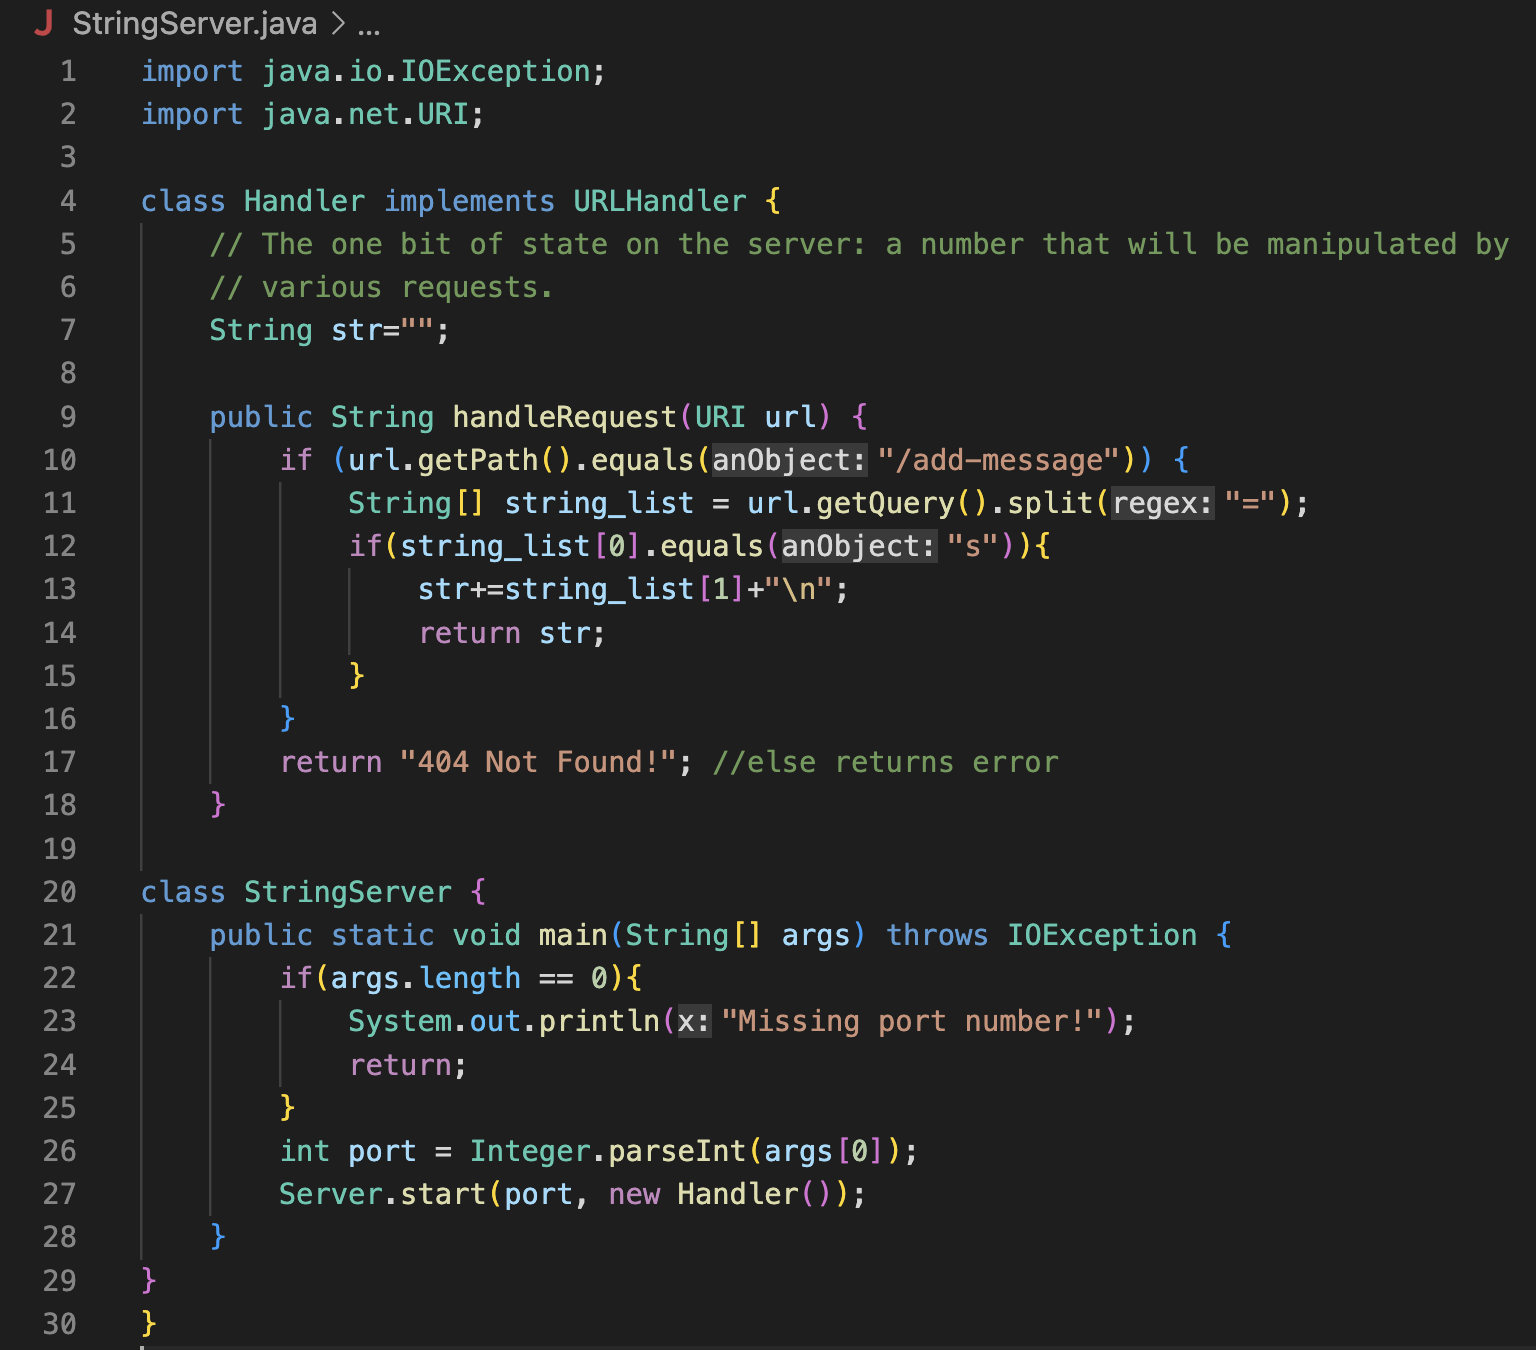 J StringServer.java > ...
1 import java.io.IOException;
2 import java.net.URI;
3
4 class Handler implements URLHandler {
5     // The one bit of state on the server: a number that will be manipulated by
6     // various requests.
7     String str="";
8
9     public String handleRequest(URI url) {
10         if (url.getPath().equals(anObject: "/add-message")) {
11             String[] string_list = url.getQuery().split(regex: "=");
12             if(string_list[0].equals(anObject: "s")){
13                 str+=string_list[1]+"\n";
14                 return str;
15             }
16         }
17         return "404 Not Found!"; //else returns error
18     }
19
20 class StringServer {
21     public static void main(String[] args) throws IOException {
22         if(args.length == 0){
23             System.out.println(x: "Missing port number!");
24             return;
25         }
26         int port = Integer.parseInt(args[0]);
27         Server.start(port, new Handler());
28     }
29 }
30 }